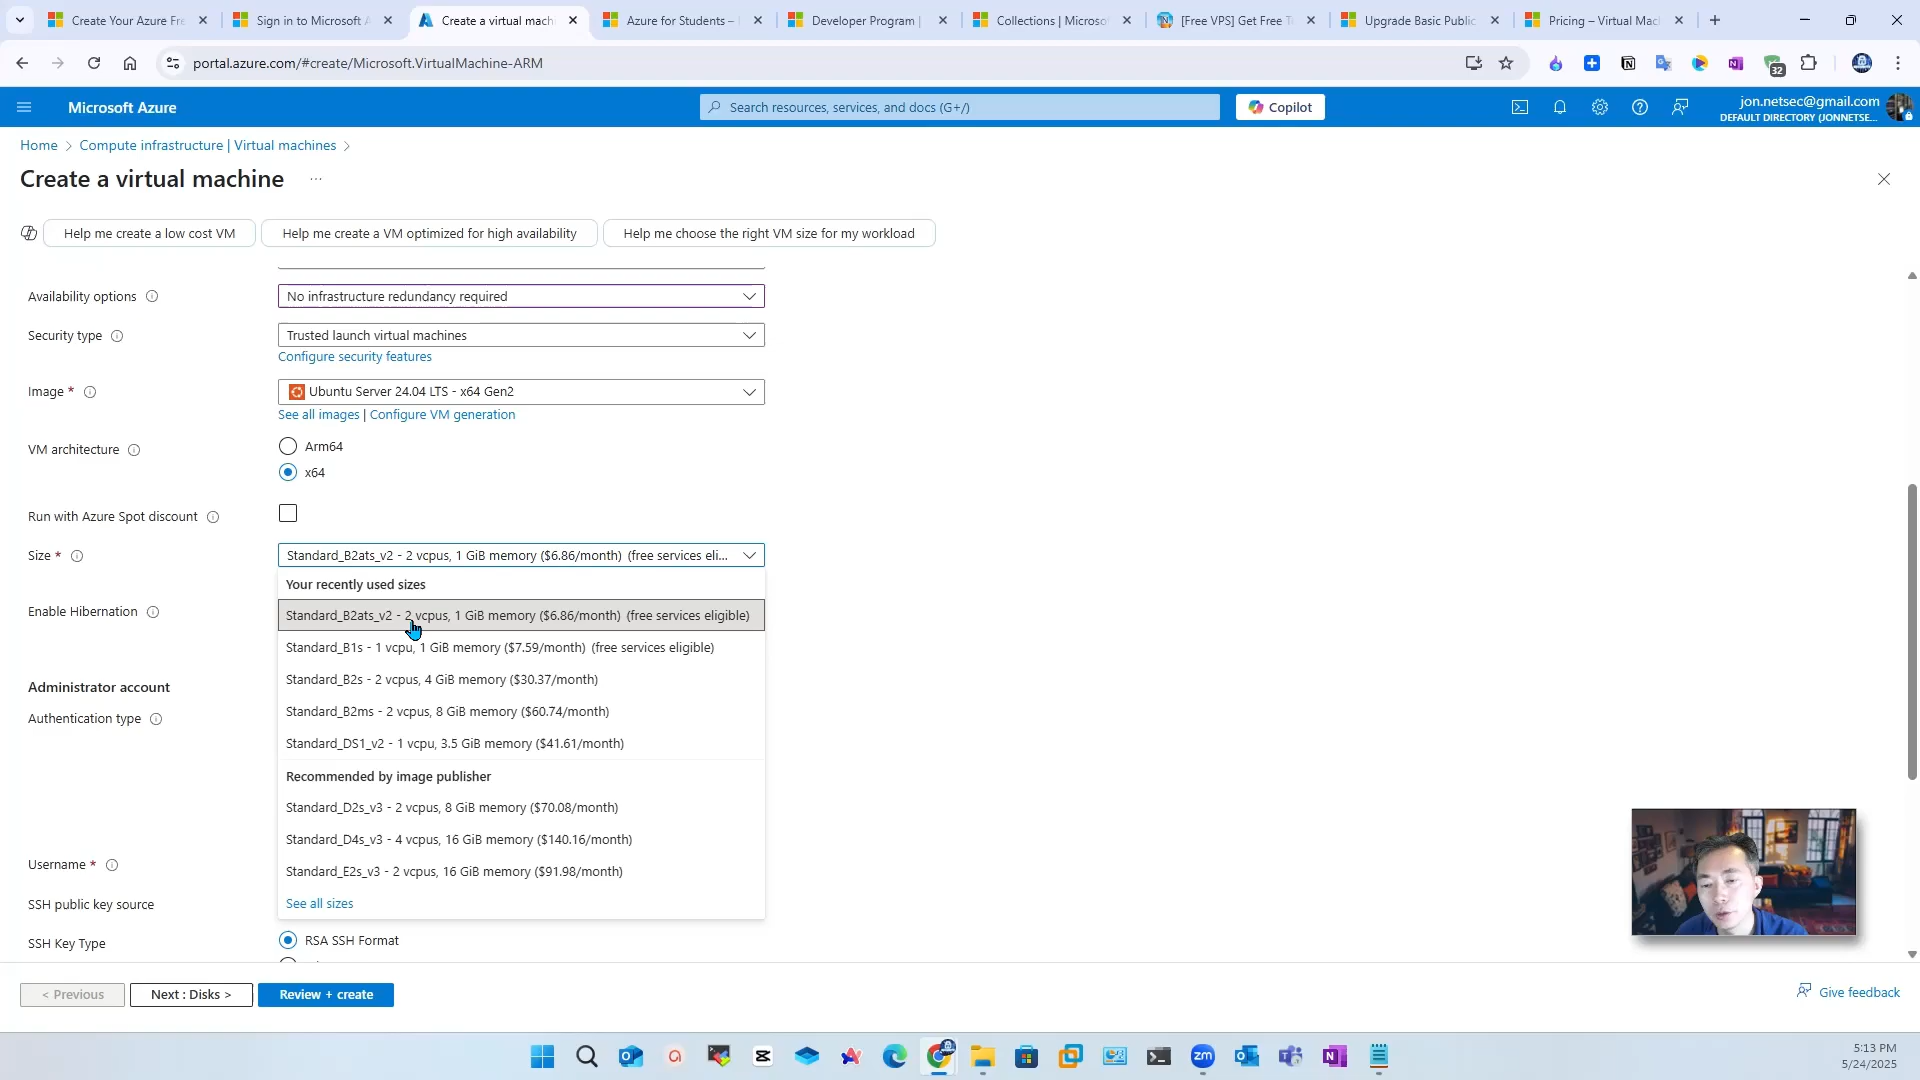 Create Your Azure Fre
Sign in to Microsoft A
Create a virtual machi
Azure for Students –
Developer Program |
Collections | Microso
[Free VPS] Get Free T
Upgrade Basic Public
Pricing – Virtual Mac
portal.azure.com/#create/Microsoft.VirtualMachine-ARM
32
Microsoft Azure
Search resources, services, and docs (G+/)
Copilot
jon.netsec@gmail.com
DEFAULT DIRECTORY (JONNETSE...
Home > Compute infrastructure | Virtual machines >
Create a virtual machine ...
Help me create a low cost VM
Help me create a VM optimized for high availability
Help me choose the right VM size for my workload
Availability options
No infrastructure redundancy required
Security type
Trusted launch virtual machines
Configure security features
Image *
Ubuntu Server 24.04 LTS - x64 Gen2
See all images | Configure VM generation
VM architecture
Arm64
x64
Run with Azure Spot discount
Size *
Standard_B2ats_v2 - 2 vcpus, 1 GiB memory ($6.86/month) (free services eli...
Your recently used sizes
Enable Hibernation
Standard_B2ats_v2 - 2 vcpus, 1 GiB memory ($6.86/month) (free services eligible)
Standard_B1s - 1 vcpu, 1 GiB memory ($7.59/month) (free services eligible)
Standard_B2s - 2 vcpus, 4 GiB memory ($30.37/month)
Administrator account
Standard_B2ms - 2 vcpus, 8 GiB memory ($60.74/month)
Authentication type
Standard_DS1_v2 - 1 vcpu, 3.5 GiB memory ($41.61/month)
Recommended by image publisher
Standard_D2s_v3 - 2 vcpus, 8 GiB memory ($70.08/month)
Standard_D4s_v3 - 4 vcpus, 16 GiB memory ($140.16/month)
Username *
Standard_E2s_v3 - 2 vcpus, 16 GiB memory ($91.98/month)
SSH public key source
See all sizes
SSH Key Type
RSA SSH Format
< Previous
Next : Disks >
Review + create
Give feedback
zm
5:13 PM
5/24/2025